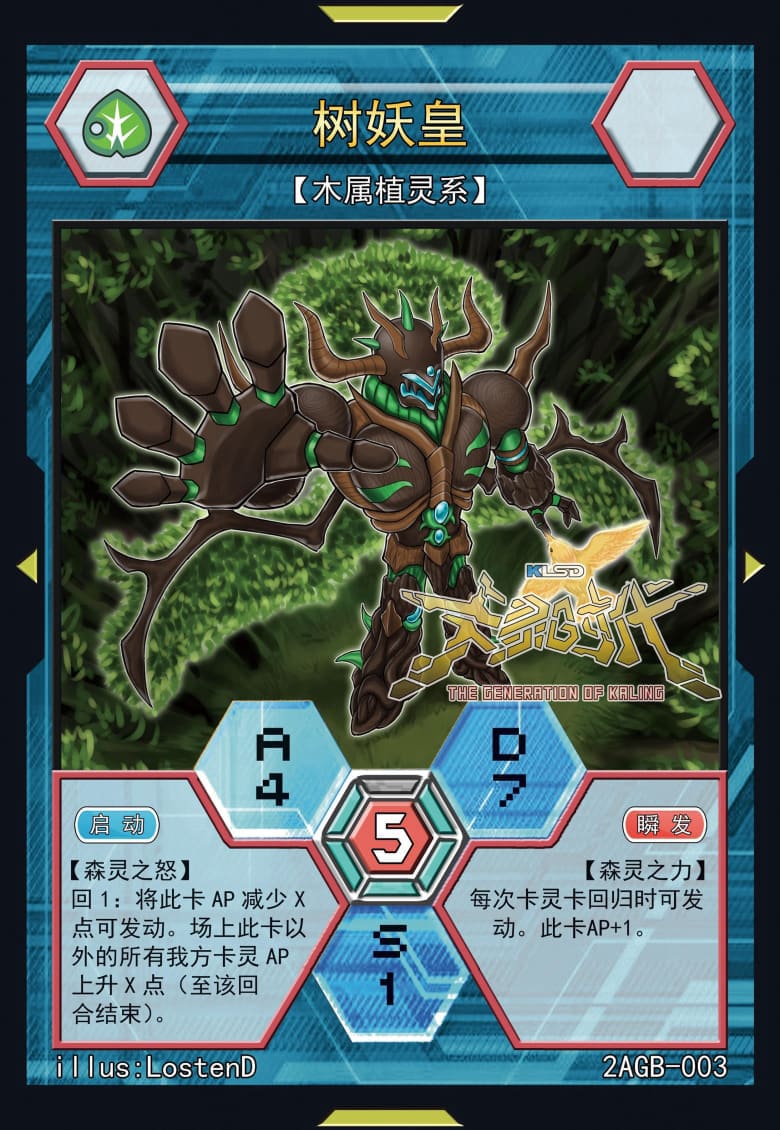 树妖皇
【木属植灵系】
KLSD
卡灵时代
THE GENERATION OF KALING
A
4
D
7
5
S
1
启动
【森灵之怒】
回1：将此卡AP减少X
点可发动。场上此卡以
外的所有我方卡灵AP
上升X点（至该回
合结束）。
瞬发
【森灵之力】
每次卡灵卡回归时可发
动。此卡AP+1。
illus:LostenD
2AGB-003